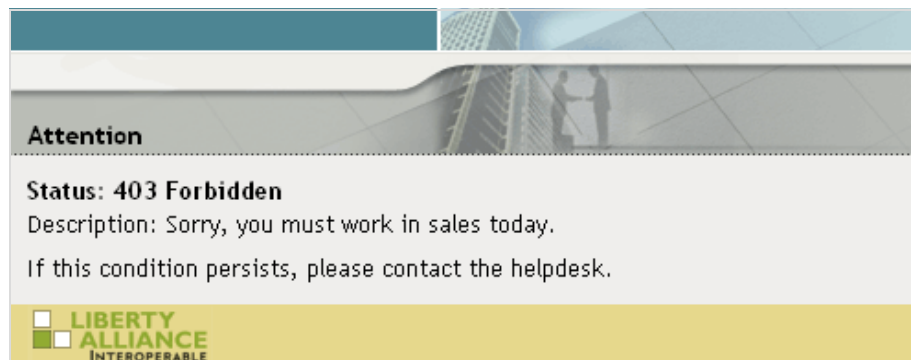 Attention
Status: 403 Forbidden
Description: Sorry, you must work in sales today.
If this condition persists, please contact the helpdesk.
LIBERTY
ALLIANCE
INTEROPERABLE